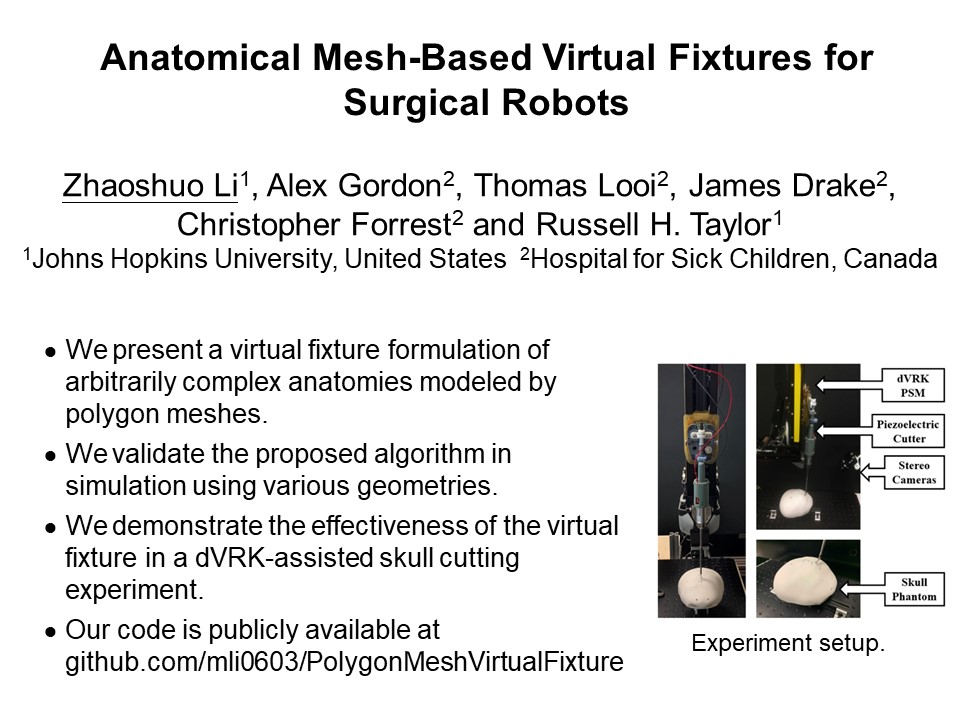 Anatomical Mesh-Based Virtual Fixtures for
Surgical Robots
Zhaoshuo Li¹, Alex Gordon², Thomas Looi², James Drake²,
Christopher Forrest² and Russell H. Taylor¹
¹Johns Hopkins University, United States ²Hospital for Sick Children, Canada
● We present a virtual fixture formulation of
arbitrarily complex anatomies modeled by
polygon meshes.
● We validate the proposed algorithm in
simulation using various geometries.
● We demonstrate the effectiveness of the virtual
fixture in a dVRK-assisted skull cutting
experiment.
● Our code is publicly available at
github.com/mli0603/PolygonMeshVirtualFixture
dVRK
PSM
Piezoelectric
Cutter
Stereo
Cameras
Skull
Phantom
Experiment setup.